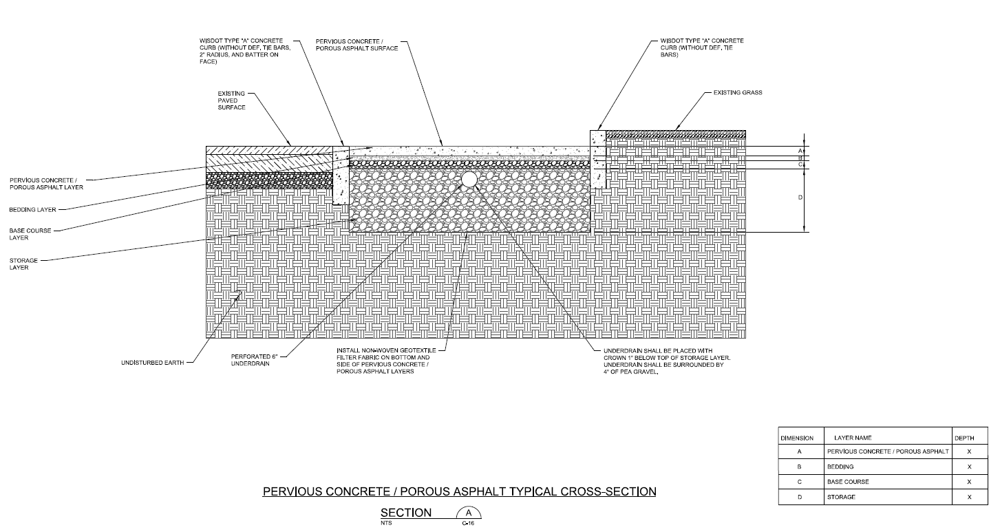 WISDOT TYPE "A" CONCRETE
CURB (WITHOUT DEF, TIE BARS,
2" RADIUS, AND BATTER ON
FACE)
PERVIOUS CONCRETE /
POROUS ASPHALT SURFACE
WISDOT TYPE "A" CONCRETE
CURB (WITHOUT DEF, TIE
BARS)
EXISTING
PAVED
SURFACE
EXISTING GRASS
A
B
C
D
PERVIOUS CONCRETE /
POROUS ASPHALT LAYER
BEDDING LAYER
BASE COURSE
LAYER
STORAGE
LAYER
UNDISTURBED EARTH
PERFORATED 6"
UNDERDRAIN
INSTALL NON-WOVEN GEOTEXTILE
FILTER FABRIC ON BOTTOM AND
SIDE OF PERVIOUS CONCRETE /
POROUS ASPHALT LAYERS
UNDERDRAIN SHALL BE PLACED WITH
CROWN 1" BELOW TOP OF STORAGE LAYER.
UNDERDRAIN SHALL BE SURROUNDED BY
4" OF PEA GRAVEL.
DIMENSION LAYER NAME DEPTH
A PERVIOUS CONCRETE / POROUS ASPHALT X
B BEDDING X
C BASE COURSE X
D STORAGE X
PERVIOUS CONCRETE / POROUS ASPHALT TYPICAL CROSS-SECTION
SECTION A
NTS C-16